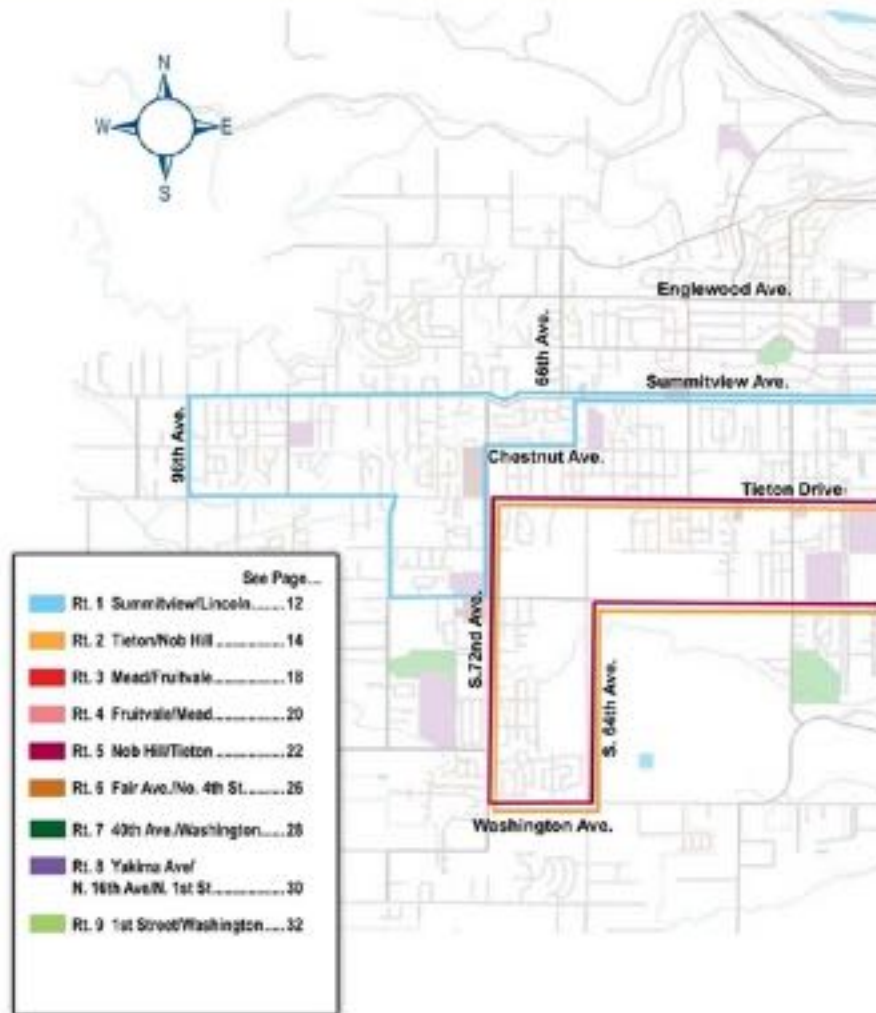 N
W E
S
Englewood Ave.
66th Ave.
Summitview Ave.
96th Ave.
Chestnut Ave.
Tieton Drive
S.72nd Ave.
S. 64th Ave.
Washington Ave.
See Page...
Rt. 1 Summitview/Lincoln........12
Rt. 2 Tieton/Nob Hill................14
Rt. 3 Mead/Fruitvale................18
Rt. 4 Fruitvale/Mead................20
Rt. 5 Nob Hill/Tieton................22
Rt. 6 Fair Ave./No. 4th St..........26
Rt. 7 40th Ave./Washington.....28
Rt. 8 Yakima Ave/
N. 16th Ave/N. 1st St................30
Rt. 9 1st Street/Washington.....32